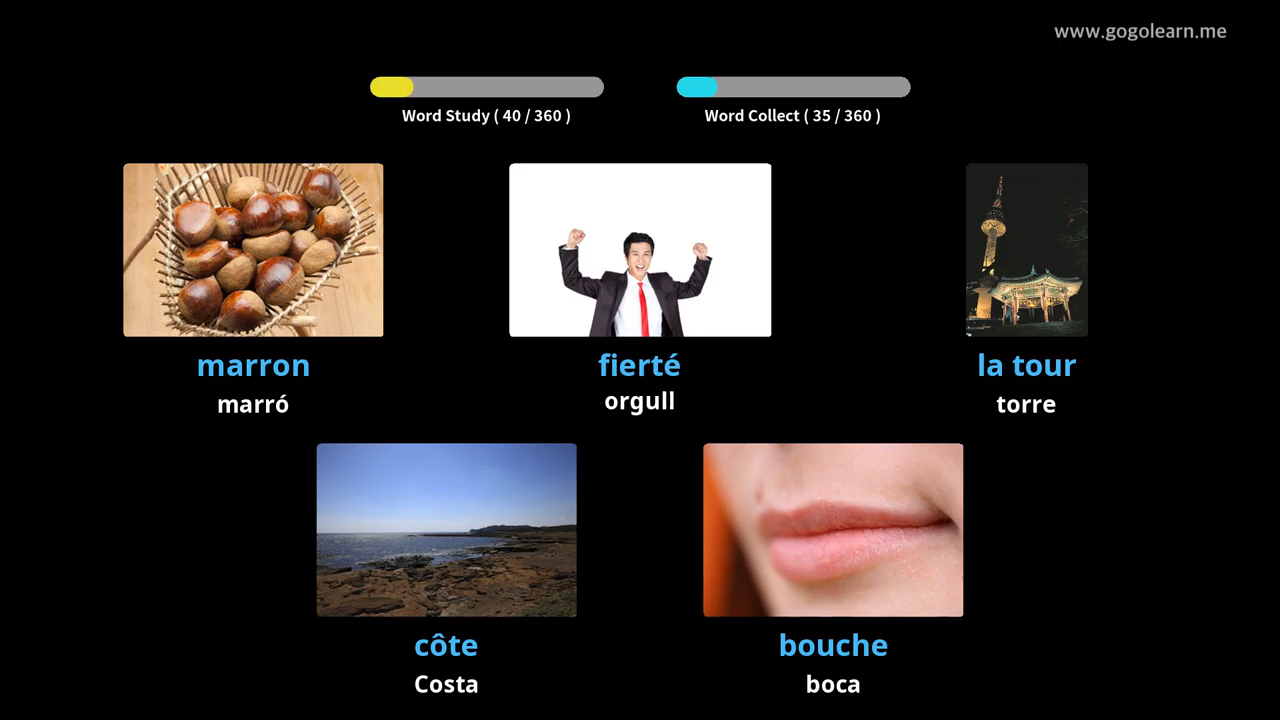 www.gogolearn.me
Word Study ( 40 / 360 )
Word Collect ( 35 / 360 )
marron
marró
fierté
orgull
la tour
torre
côte
Costa
bouche
boca